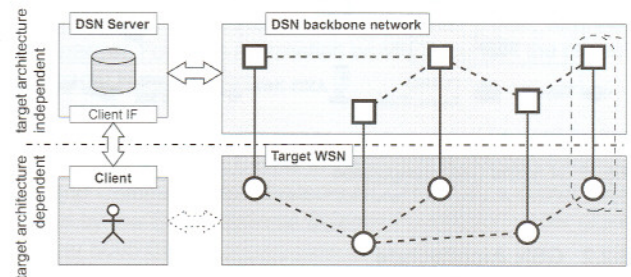 DSN Server
DSN backbone network
target architecture
independent
Client IF
Target WSN
Client
target architecture
dependent